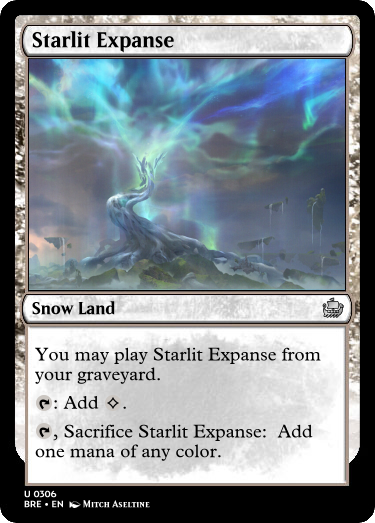 Starlit Expanse
Snow Land
You may play Starlit Expanse from
your graveyard.
: Add .
, Sacrifice Starlit Expanse: Add
one mana of any color.
U 0306
BRE • EN Mitch Aseltine